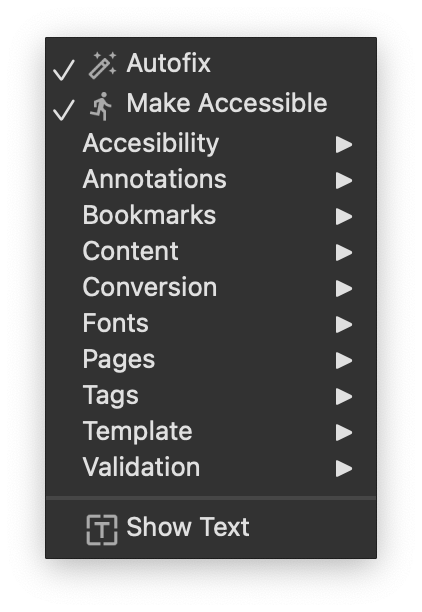 Autofix
Make Accessible
Accesibility
Annotations
Bookmarks
Content
Conversion
Fonts
Pages
Tags
Template
Validation
Show Text